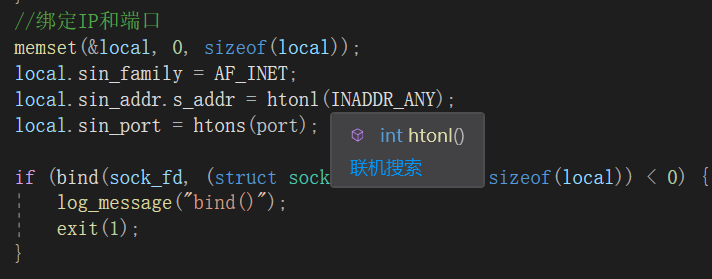 //绑定IP和端口
memset(&local, 0, sizeof(local));
local.sin_family = AF_INET;
local.sin_addr.s_addr = htonl(INADDR_ANY);
local.sin_port = htons(port);
int htonl()
联机搜索
if (bind(sock_fd, (struct sock sizeof(local)) < 0) {
log_message("bind()");
exit(1);
}